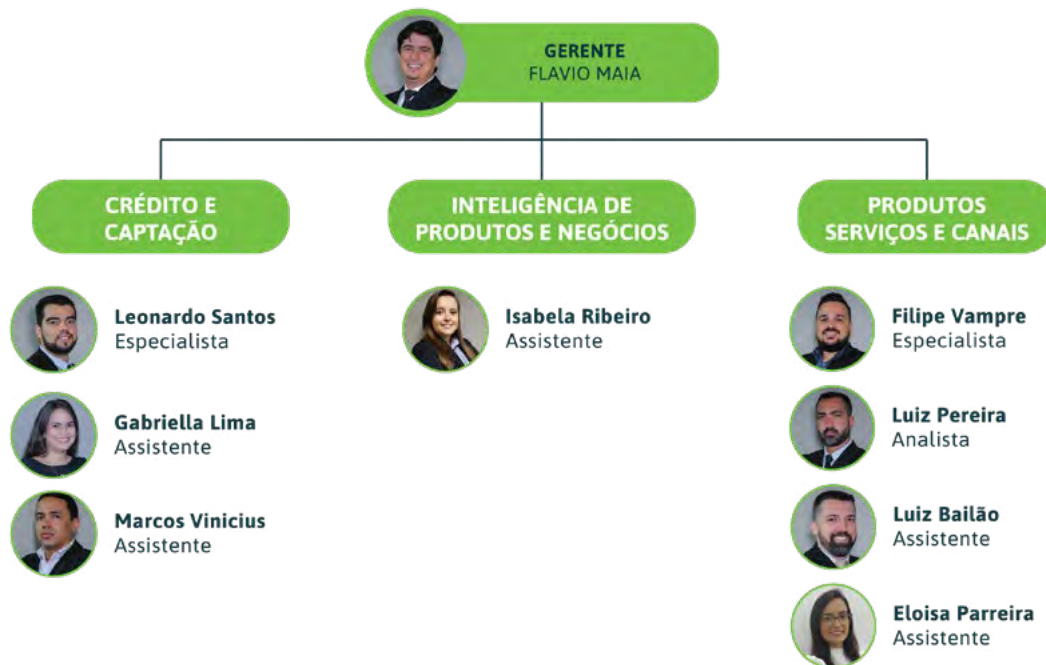 GERENTE
FLAVIO MAIA
CRÉDITO E
CAPTAÇÃO
Leonardo Santos
Especialista
Gabriella Lima
Assistente
Marcos Vinicius
Assistente
INTELIGÊNCIA DE
PRODUTOS E NEGÓCIOS
Isabela Ribeiro
Assistente
PRODUTOS
SERVIÇOS E CANAIS
Filipe Vampre
Especialista
Luiz Pereira
Analista
Luiz Bailão
Assistente
Eloisa Parreira
Assistente